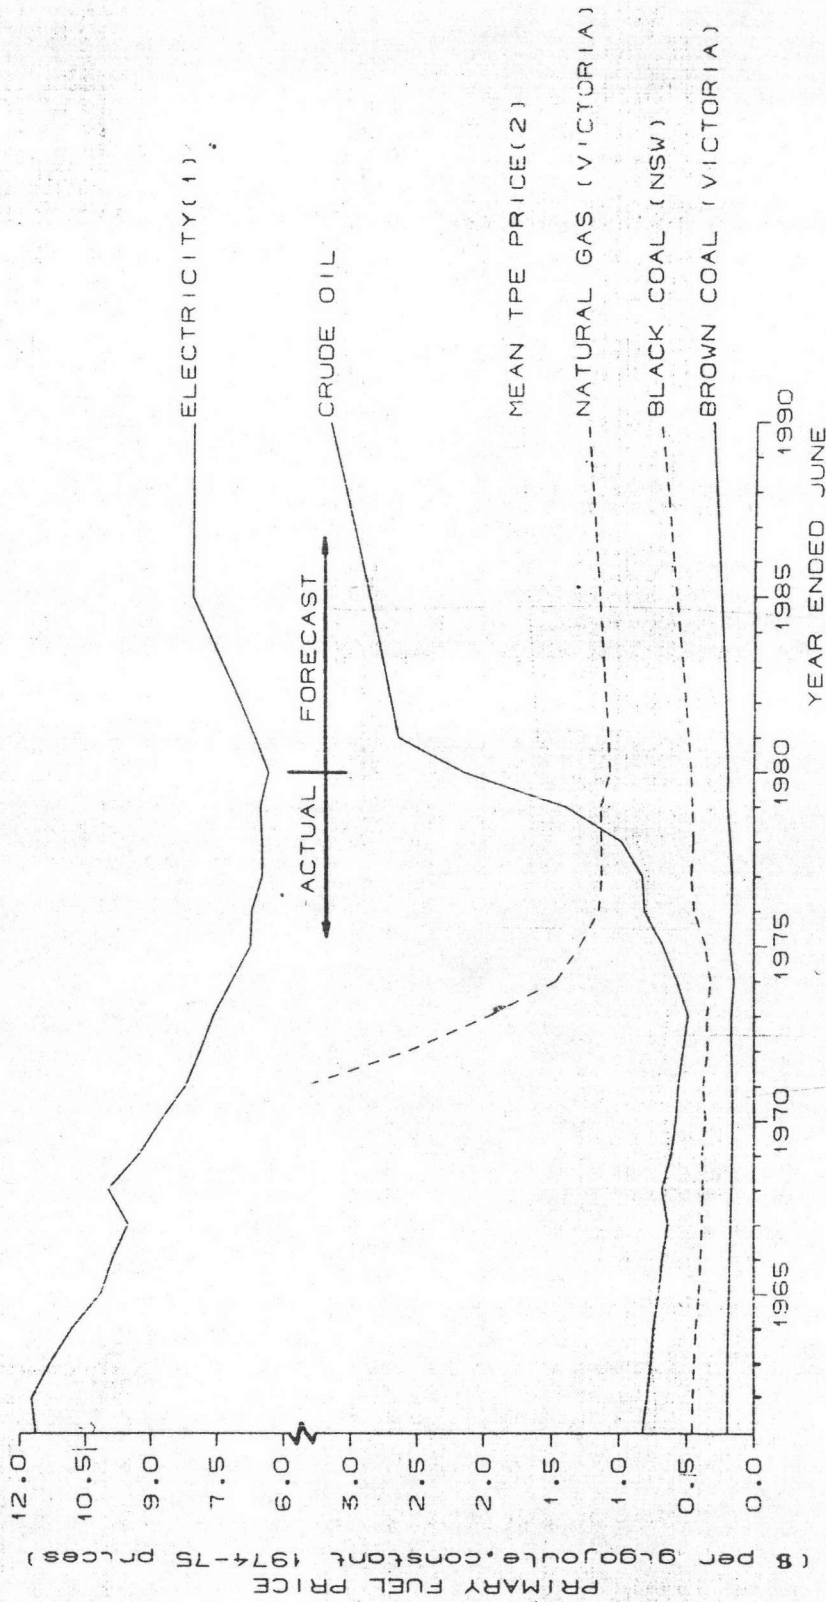 PRIMARY FUEL PRICE
($ per gigajoule, constant 1974-75 prices)
12.0
10.5
9.0
7.5
6.0
3.0
2.5
2.0
1.5
1.0
0.5
0.0
ELECTRICITY(1)
CRUDE OIL
ACTUAL FORECAST
MEAN TPE PRICE(2)
NATURAL GAS (VICTORIA)
BLACK COAL (NSW)
BROWN COAL (VICTORIA)
1965 1970 1975 1980 1985 1990
YEAR ENDED JUNE